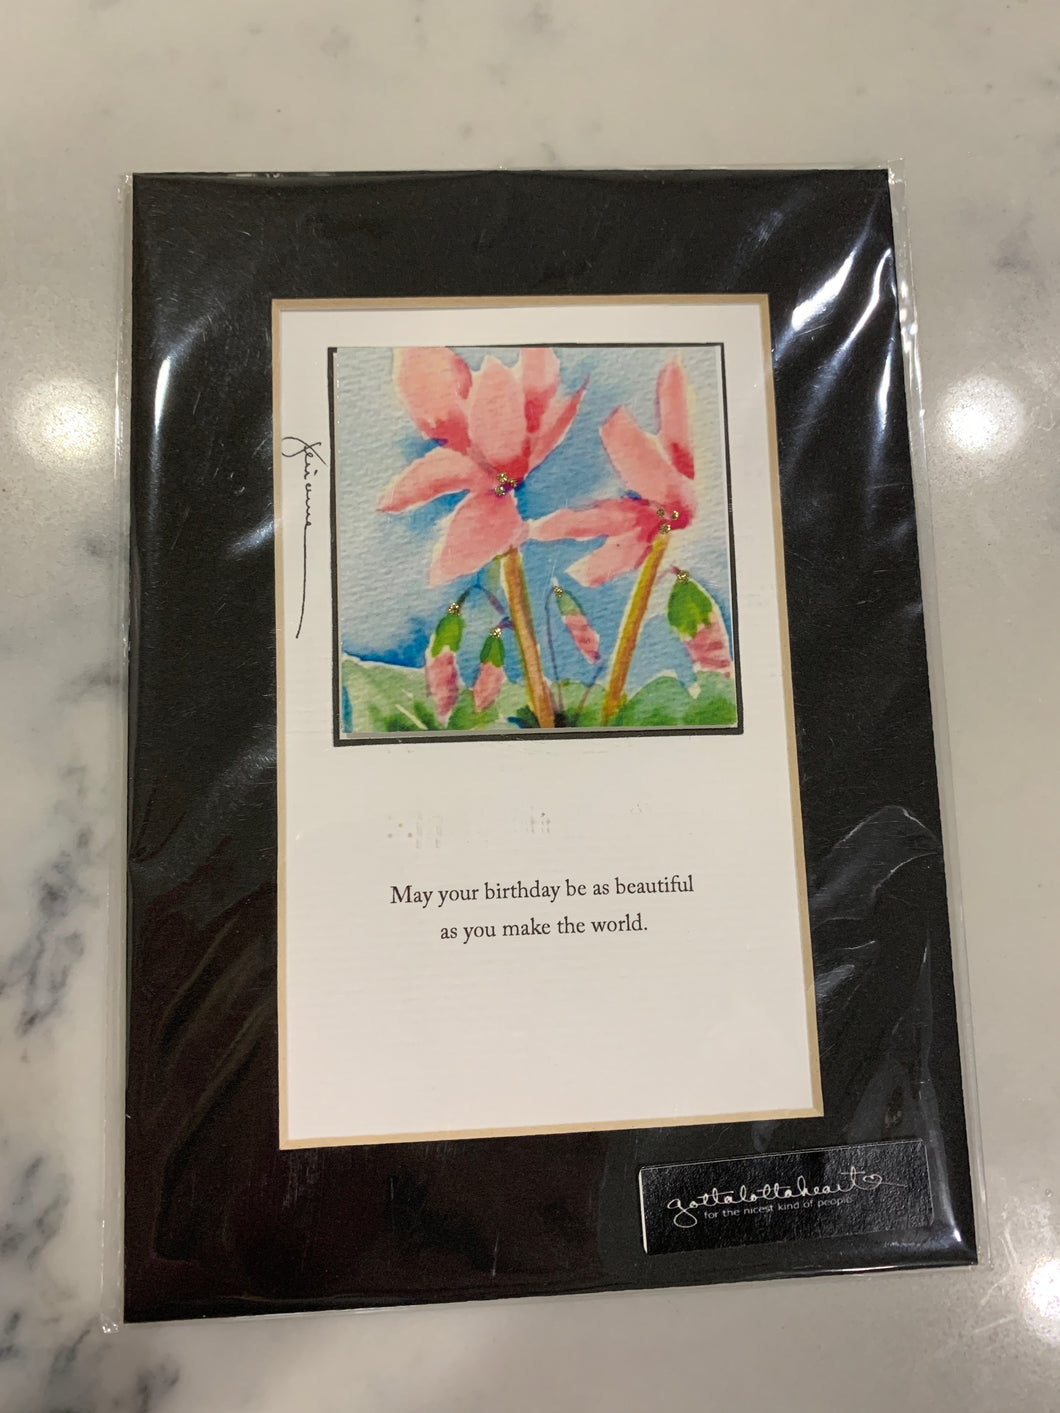 May your birthday be as beautiful
as you make the world.
gottalottaheart
for the nicest kind of people